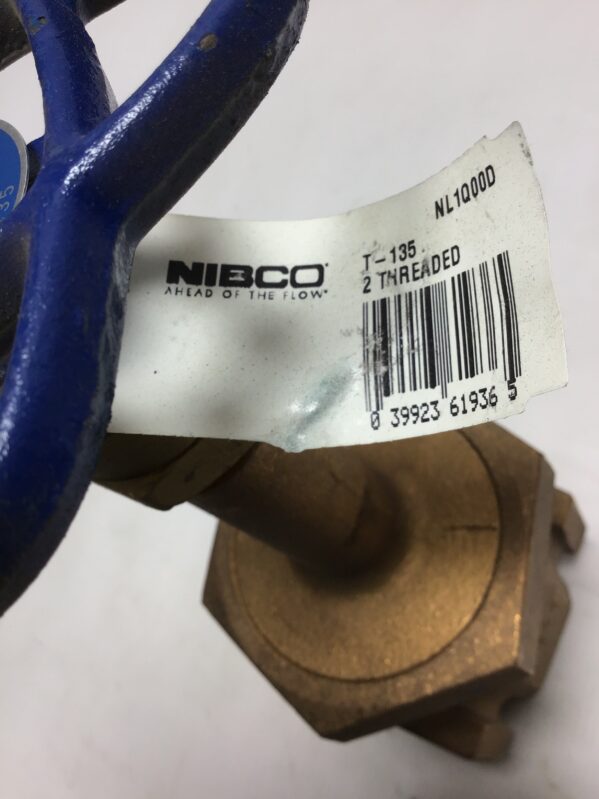 NL1Q00D
NIBCO®
AHEAD OF THE FLOW®
T-135
2 THREADED
0 39923 61936 5